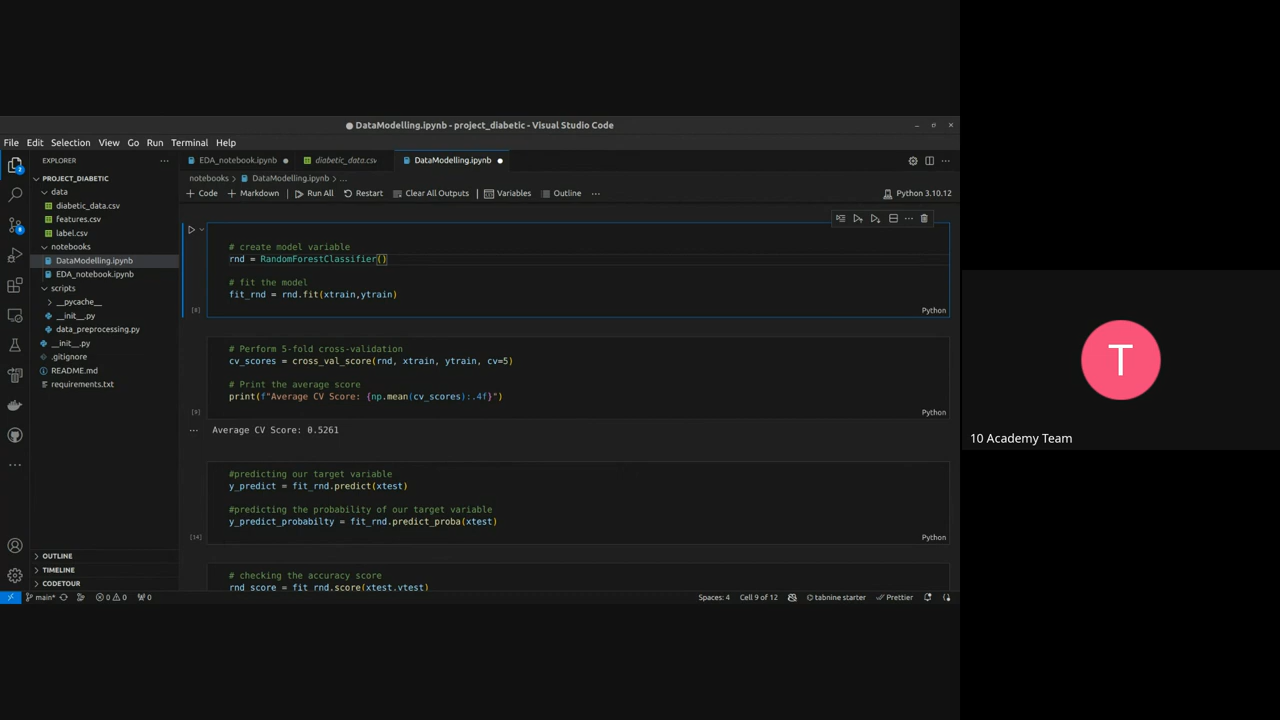 DataModelling.ipynb - project_diabetic - Visual Studio Code
File Edit Selection View Go Run Terminal Help
EXPLORER
PROJECT_DIABETIC
data
diabetic_data.csv
features.csv
label.csv
notebooks
DataModelling.ipynb
EDA_notebook.ipynb
scripts
__pycache__
__init__.py
data_preprocessing.py
__init__.py
.gitignore
README.md
requirements.txt
OUTLINE
TIMELINE
CODETOUR
EDA_notebook.ipynb diabetic_data.csv DataModelling.ipynb
notebooks > DataModelling.ipynb > ...
+ Code + Markdown Run All Restart Clear All Outputs Variables Outline ... Python 3.10.12
# create model variable
rnd = RandomForestClassifier()
# fit the model
fit_rnd = rnd.fit(xtrain,ytrain)
[8] Python
# Perform 5-fold cross-validation
cv_scores = cross_val_score(rnd, xtrain, ytrain, cv=5)
# Print the average score
print(f"Average CV Score: {np.mean(cv_scores):.4f}")
[9] Python
... Average CV Score: 0.5261
#predicting our target variable
y_predict = fit_rnd.predict(xtest)
#predicting the probability of our target variable
y_predict_probabilty = fit_rnd.predict_proba(xtest)
[14] Python
# checking the accuracy score
rnd_score = fit_rnd.score(xtest,ytest)
main* 0 0 0 Spaces: 4 Cell 9 of 12 tabnine starter Prettier
T
10 Academy Team